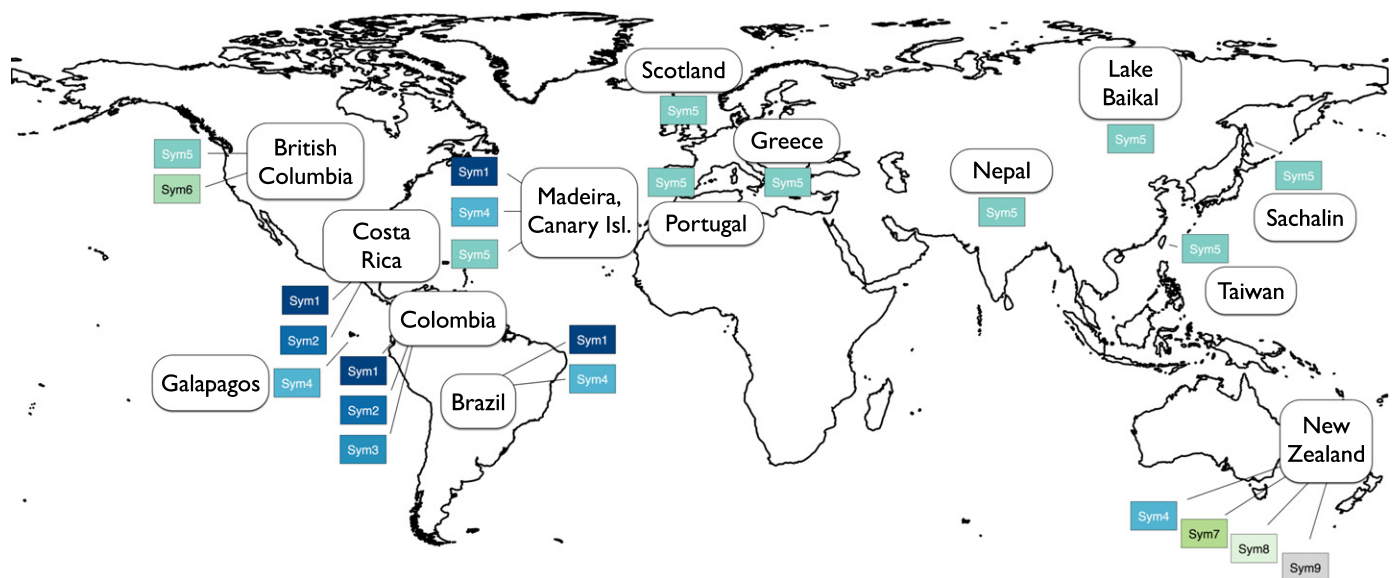 Scotland
Sym5
Lake
Baikal
Sym5
British
Columbia
Sym5
Sym6
Sym1
Sym4
Sym5
Madeira,
Canary Isl.
Greece
Sym5
Sym5
Portugal
Nepal
Sym5
Sym5
Sachalin
Sym5
Taiwan
Costa
Rica
Sym1
Sym2
Colombia
Sym1
Sym2
Sym3
Galapagos
Sym4
Brazil
Sym1
Sym4
New
Zealand
Sym4
Sym7
Sym8
Sym9